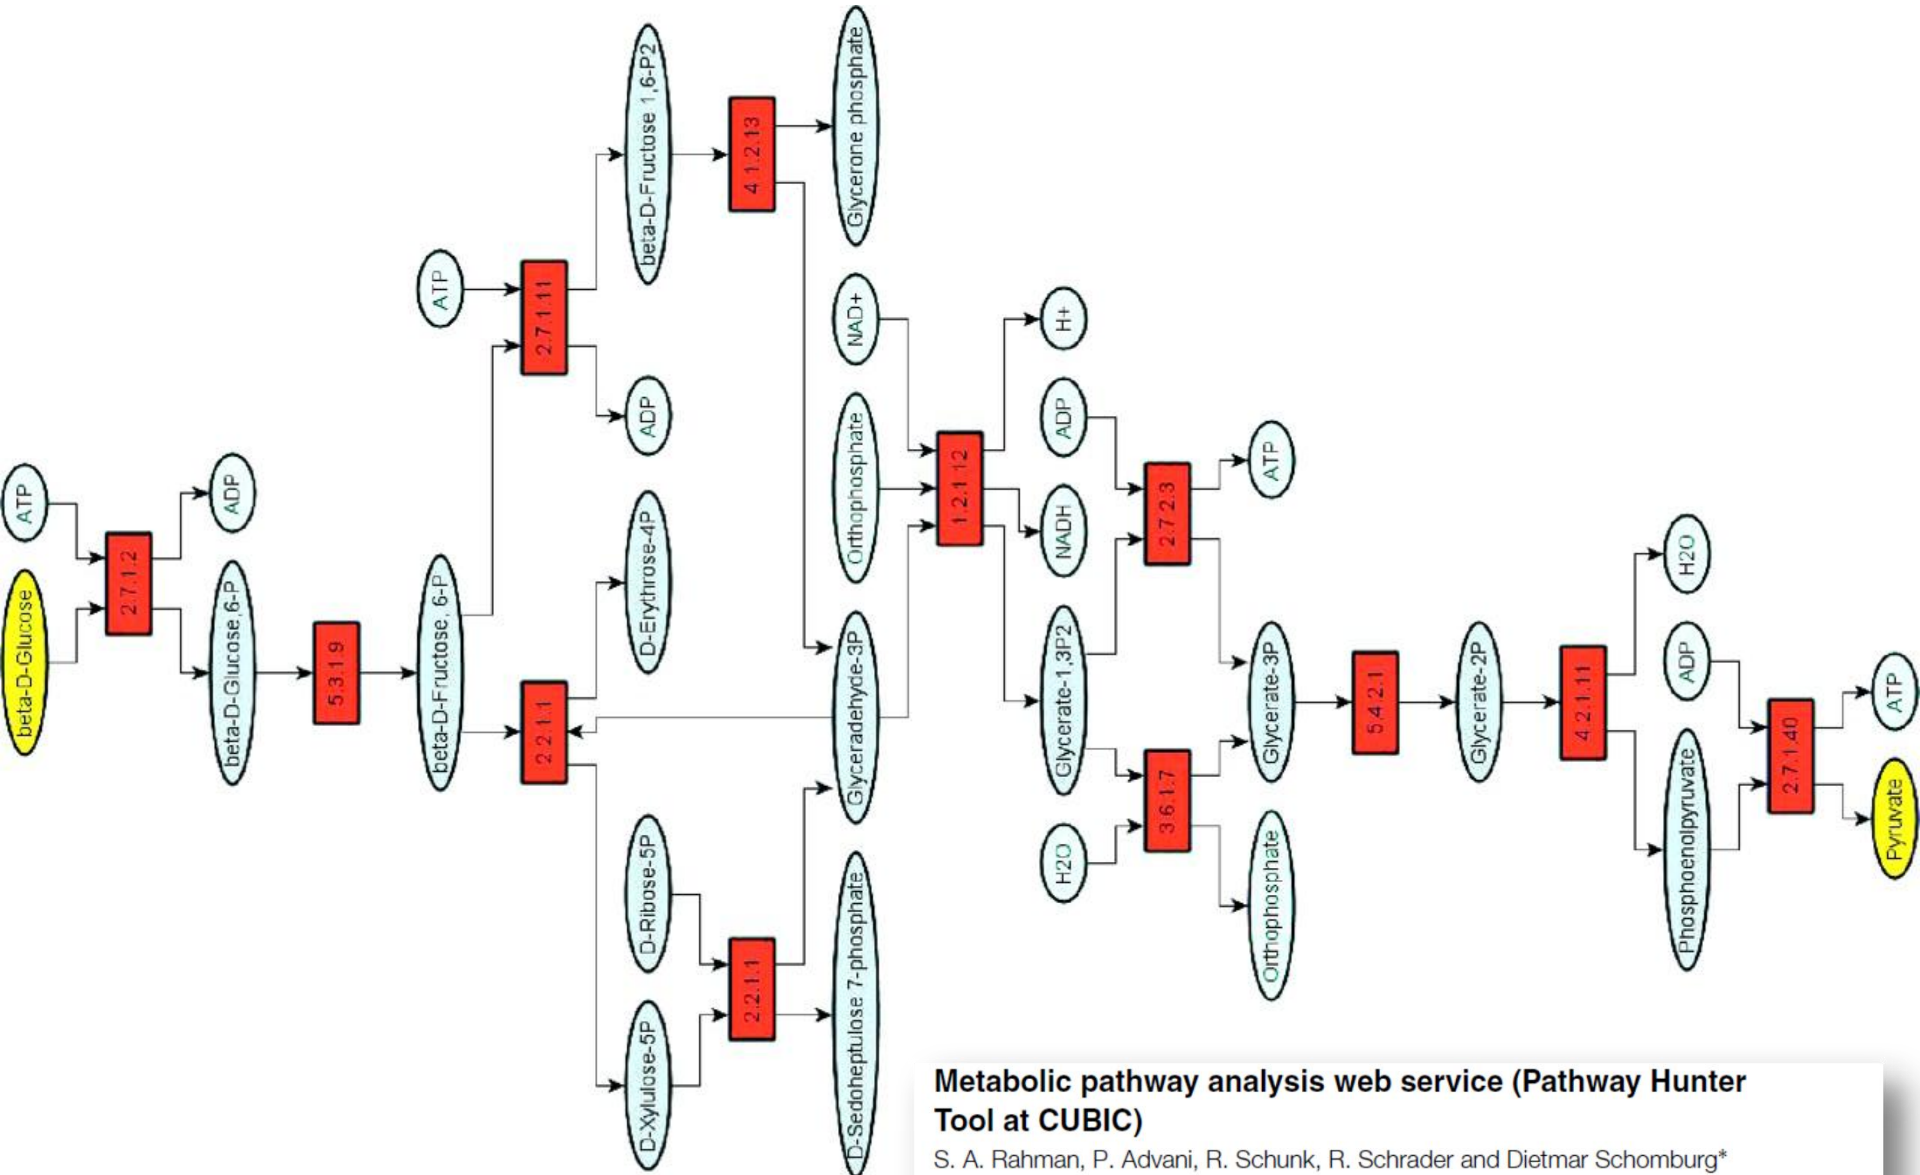 beta-D-Glucose
ATP
2.7.1.2
beta-D-Glucose,6-P
ADP
5.3.1.9
beta-D-Fructose, 6-P
ATP
2.2.1.1
2.7.1.11
D-Xylulose-5P
D-Ribose-5P
D-Erythrose-4P
ADP
beta-D-Fructose 1,6-P2
2.2.1.1
4.1.2.13
D-Sedoheptulose 7-phosphate
Glyceradehyde-3P
Orthophosphate
NAD+
Glycerone phosphate
1.2.1.12
H2O
Glycerate-1,3P2
NADH
ADP
H+
3.6.1.7
2.7.2.3
Orthophosphate
Glycerate-3P
ATP
5.4.2.1
Glycerate-2P
4.2.1.11
Phosphoenolpyruvate
ADP
H2O
2.7.1.40
Pyruvate
ATP
Metabolic pathway analysis web service (Pathway Hunter
Tool at CUBIC)
S. A. Rahman, P. Advani, R. Schunk, R. Schrader and Dietmar Schomburg*